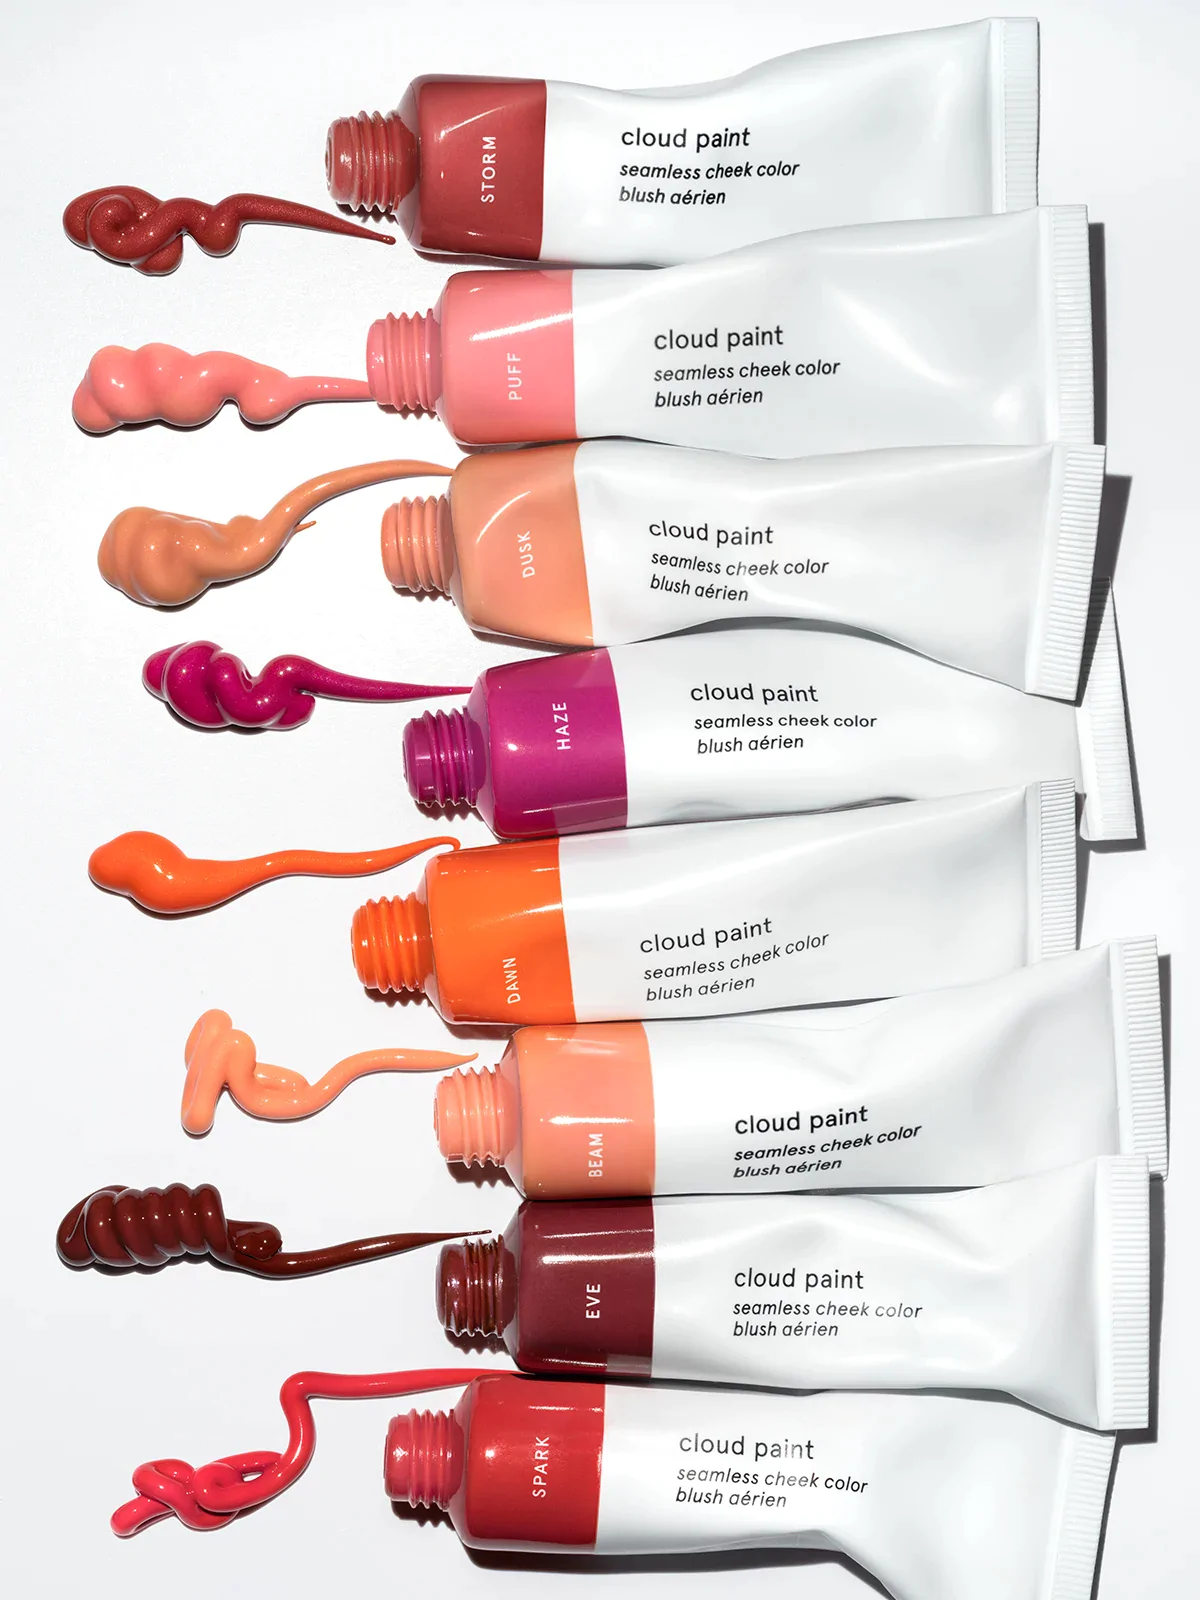 STORM
cloud paint
seamless cheek color
blush aérien
PUFF
cloud paint
seamless cheek color
blush aérien
DUSK
cloud paint
seamless cheek color
blush aérien
HAZE
cloud paint
seamless cheek color
blush aérien
DAWN
cloud paint
seamless cheek color
blush aérien
BEAM
cloud paint
seamless cheek color
blush aérien
EVE
cloud paint
seamless cheek color
blush aérien
SPARK
cloud paint
seamless cheek color
blush aérien